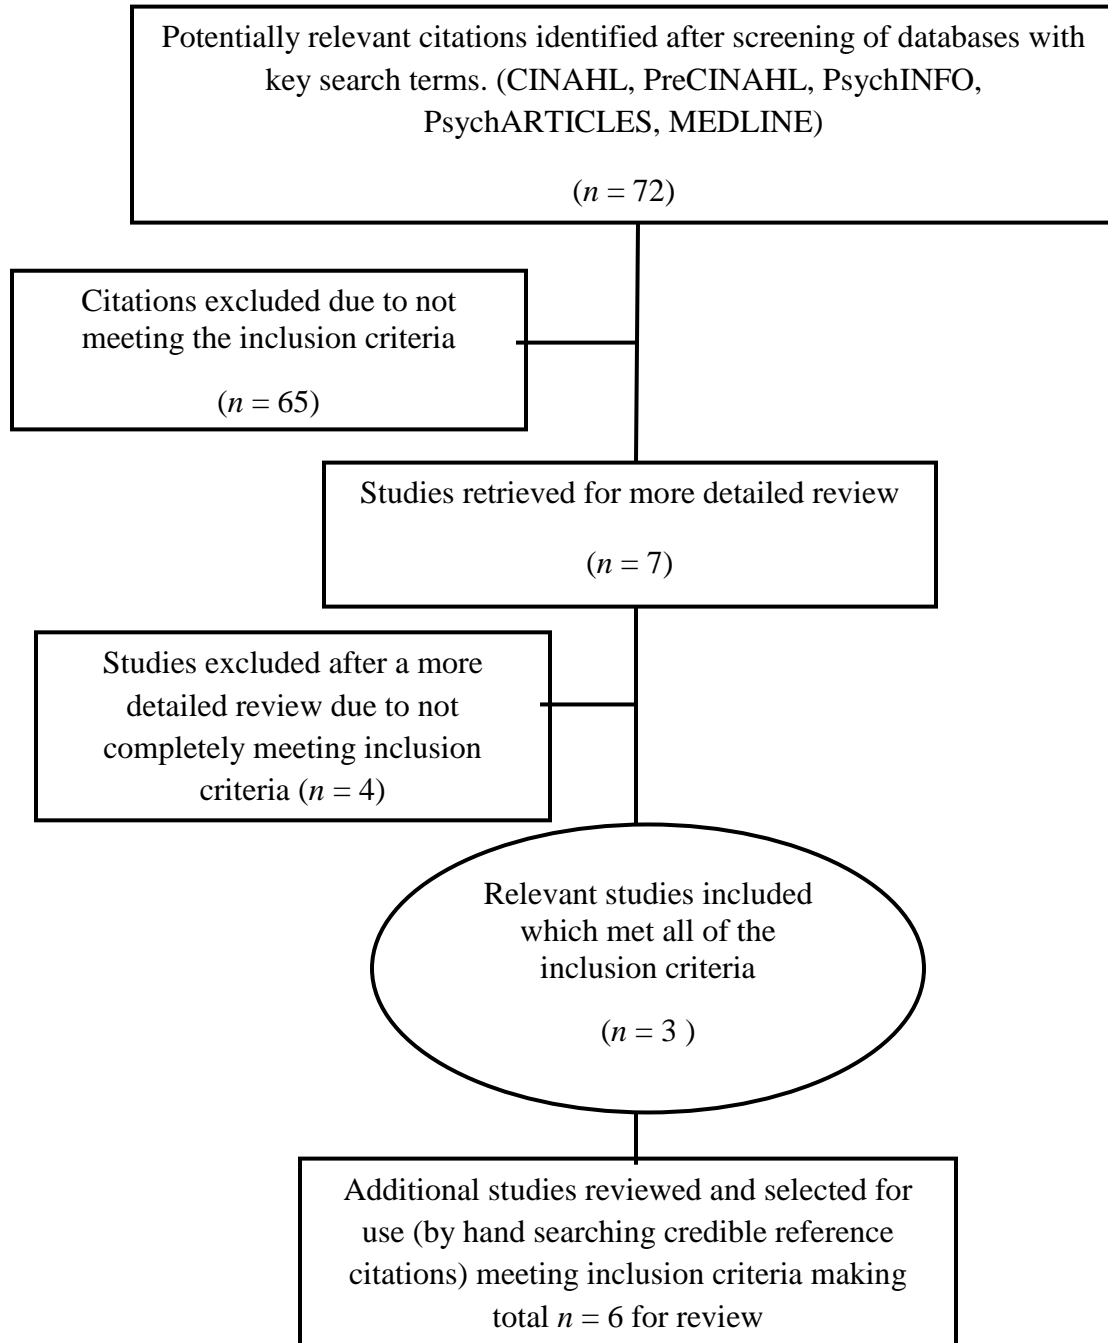 Potentially relevant citations identified after screening of databases with
key search terms. (CINAHL, PreCINAHL, PsychINFO,
PsychARTICLES, MEDLINE)
(n = 72)
Citations excluded due to not
meeting the inclusion criteria
(n = 65)
Studies retrieved for more detailed review
(n = 7)
Studies excluded after a more
detailed review due to not
completely meeting inclusion
criteria (n = 4)
Relevant studies included
which met all of the
inclusion criteria
(n = 3 )
Additional studies reviewed and selected for
use (by hand searching credible reference
citations) meeting inclusion criteria making
total n = 6 for review